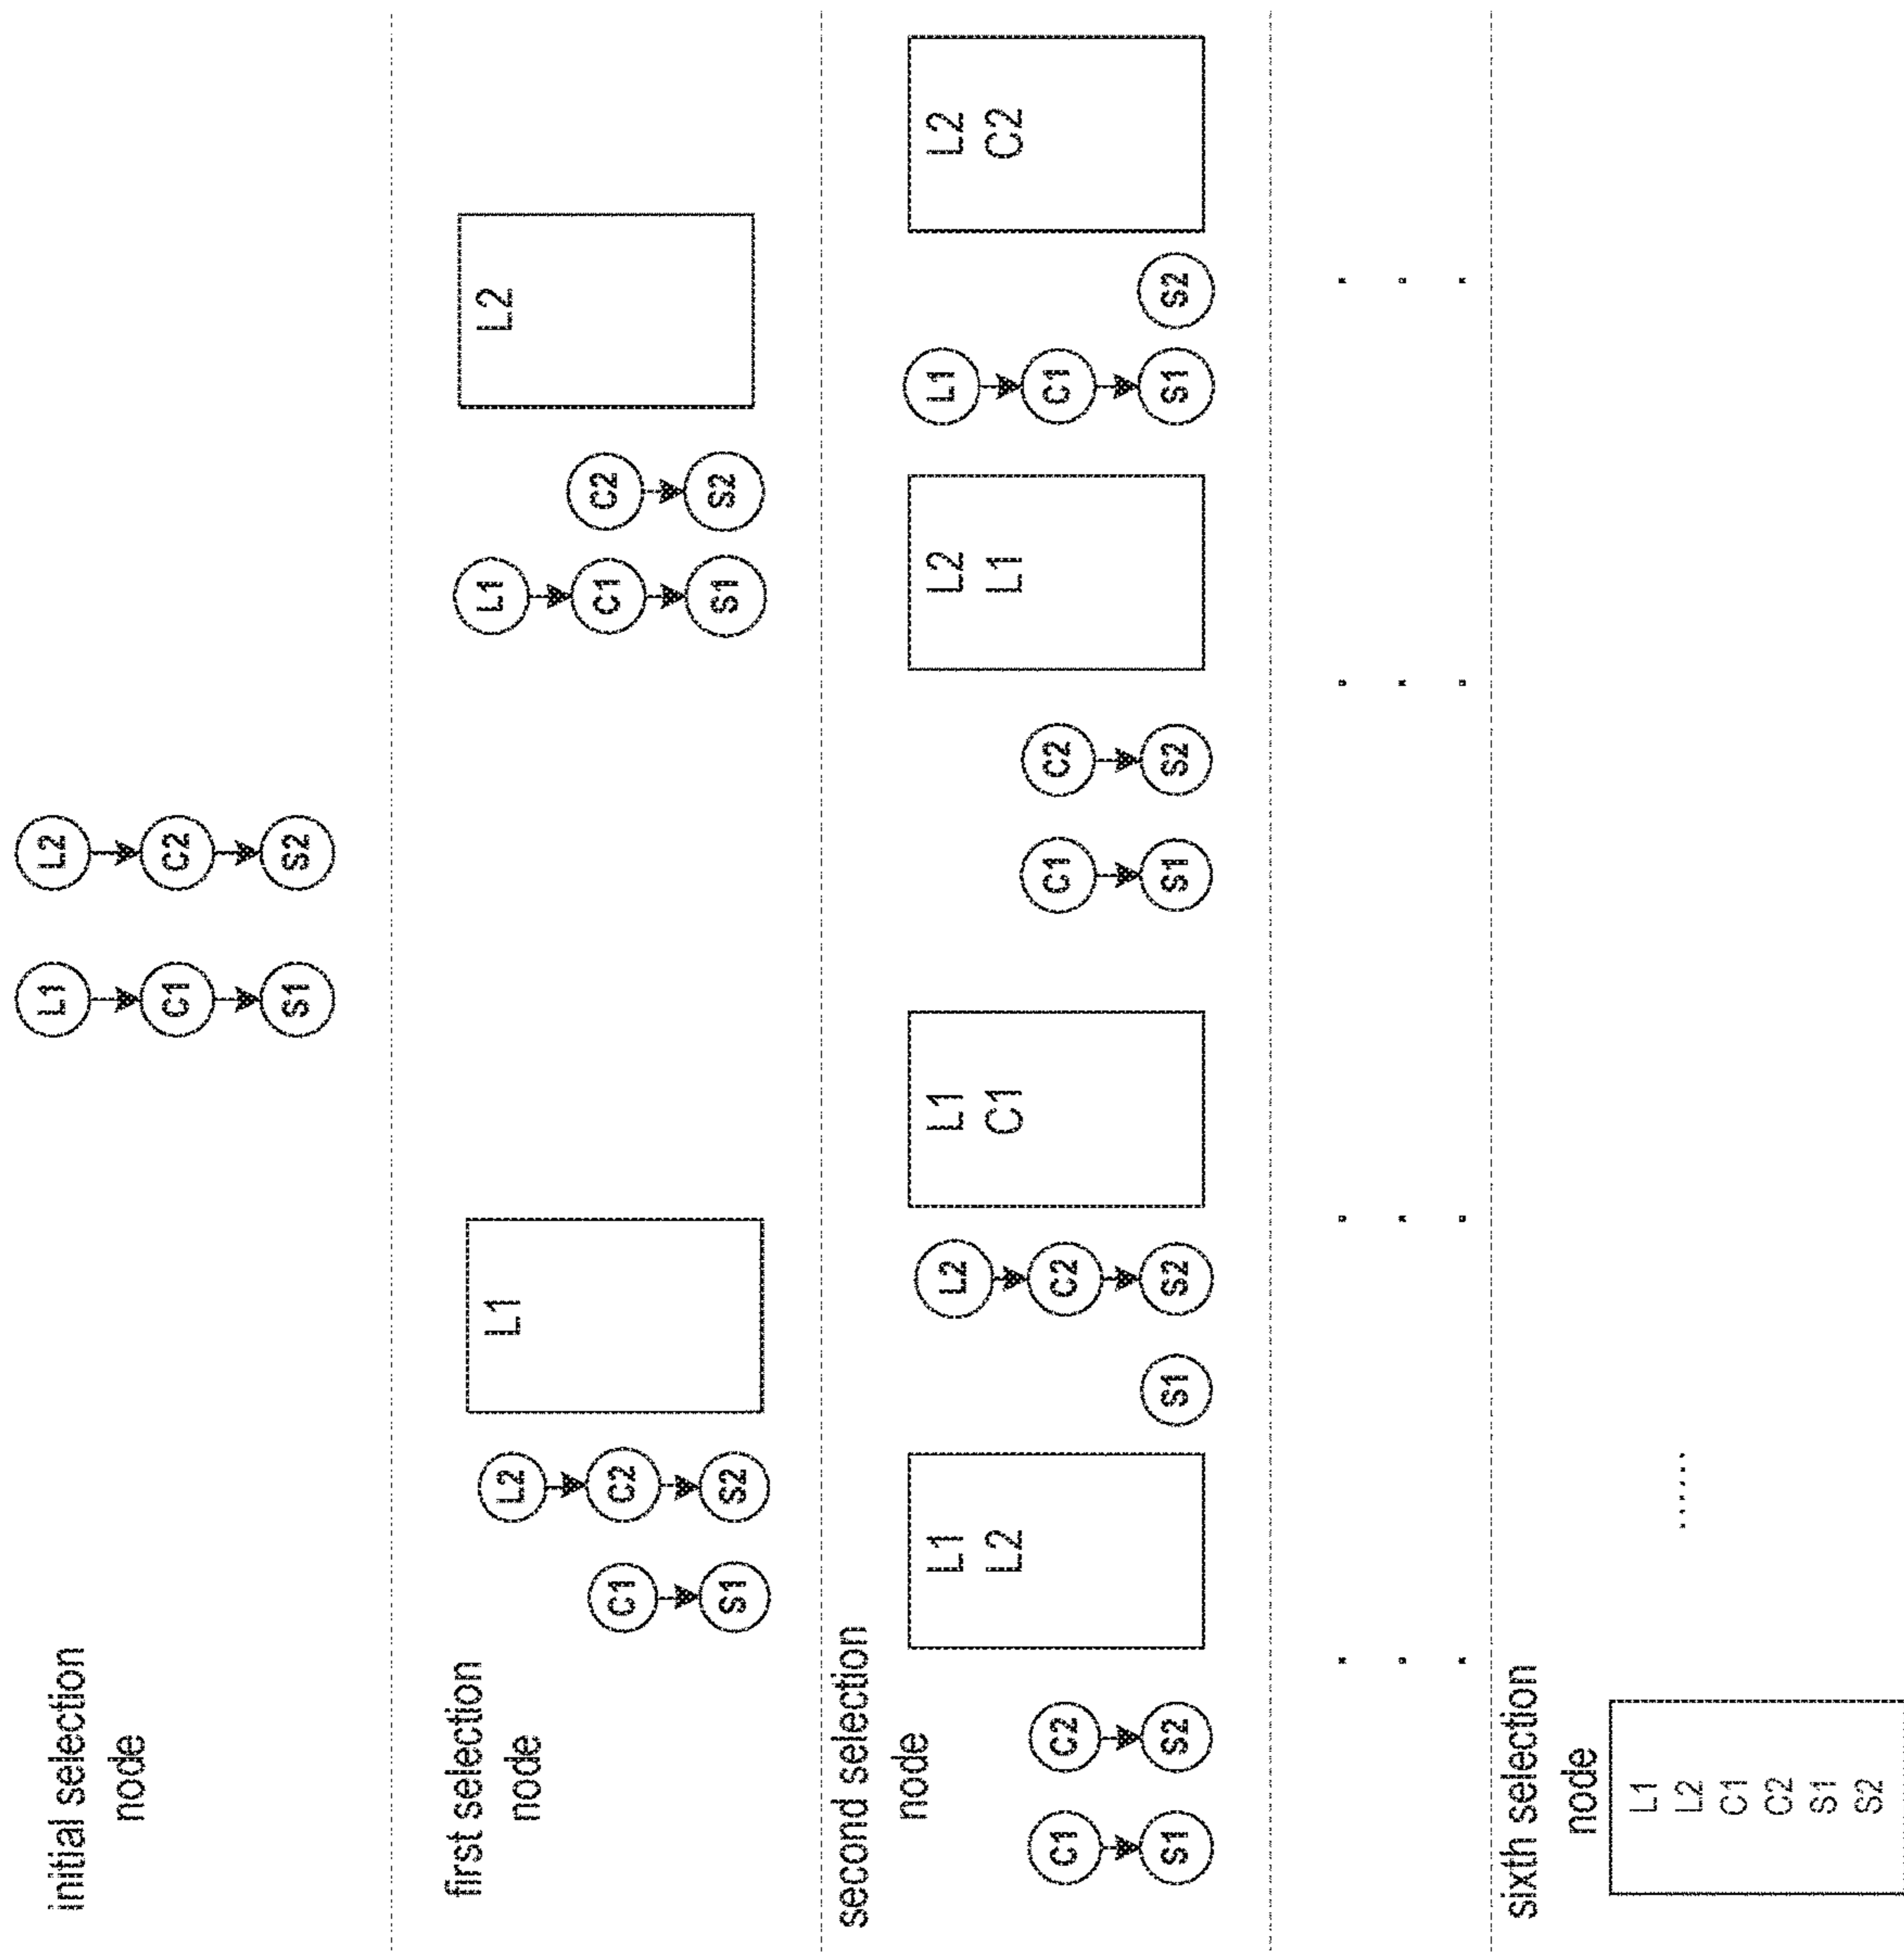 initial selection
node
L1
L2
C1
C2
S1
S2
first selection
node
L2
L1
L1
L2
C1
C2
C1
C2
S1
S2
S1
S2
second selection
node
L1
L2
L1
C1
L2
L1
L2
C2
L2
L1
C1
C2
C2
C1
C2
C1
S1
S2
S1
S2
S1
S2
S1
S2
sixth selection
node
L1
L2
C1
C2
S1
S2
......